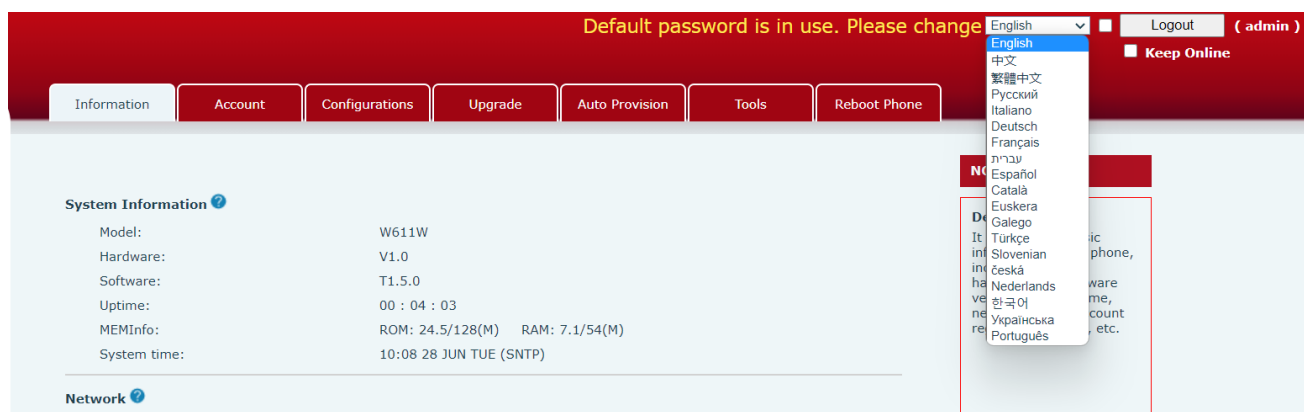 Default password is in use. Please change English Logout ( admin )
Keep Online
English
中文
繁體中文
Русский
Italiano
Deutsch
Français
עברית
Español
Català
Euskera
Galego
Türkçe
Slovenian
česká
Nederlands
한국어
Українська
Português
Information Account Configurations Upgrade Auto Provision Tools Reboot Phone
System Information
Model: W611W
Hardware: V1.0
Software: T1.5.0
Uptime: 00 : 04 : 03
MEMInfo: ROM: 24.5/128(M) RAM: 7.1/54(M)
System time: 10:08 28 JUN TUE (SNTP)
Network
It
phone,
etc.